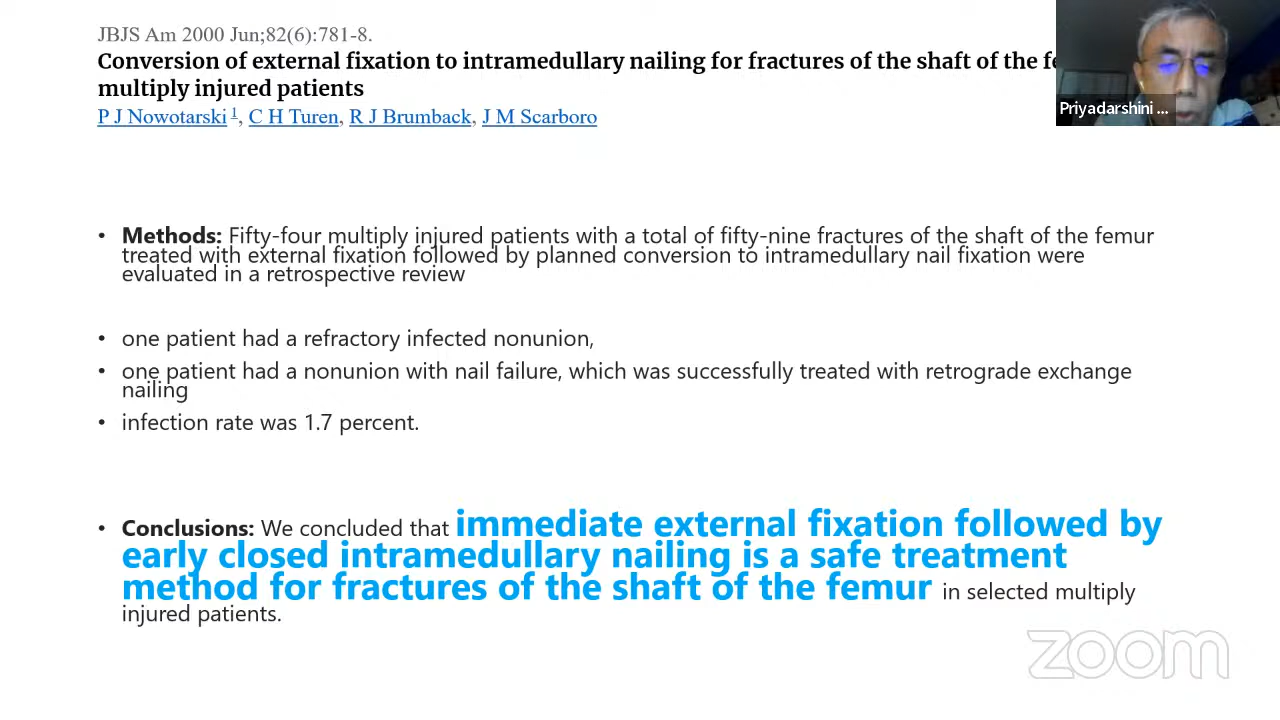 JBJS Am 2000 Jun;82(6):781-8.
Conversion of external fixation to intramedullary nailing for fractures of the shaft of the
multiply injured patients
P J Nowotarski 1, C H Turen, R J Brumback, J M Scarboro
Priyadarshini ...
• Methods: Fifty-four multiply injured patients with a total of fifty-nine fractures of the shaft of the femur
treated with external fixation followed by planned conversion to intramedullary nail fixation were
evaluated in a retrospective review
• one patient had a refractory infected nonunion,
• one patient had a nonunion with nail failure, which was successfully treated with retrograde exchange
nailing
• infection rate was 1.7 percent.
• Conclusions: We concluded that immediate external fixation followed by
early closed intramedullary nailing is a safe treatment
method for fractures of the shaft of the femur in selected multiply
injured patients.
zoom